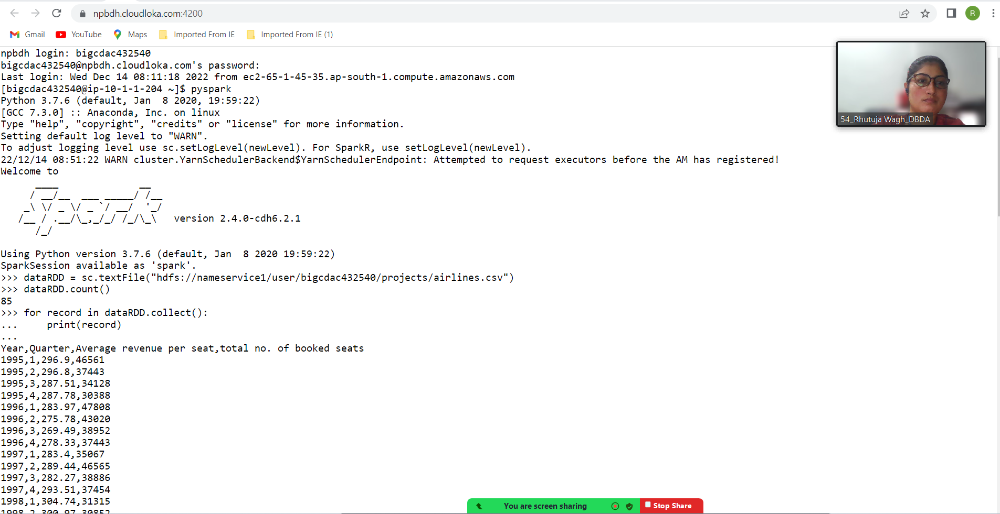 npbdh.cloudloka.com:4200
R
Gmail YouTube Maps Imported From IE Imported From IE (1)
npbdh login: bigcdac432540
bigcdac432540@npbdh.cloudloka.com's password:
Last login: Wed Dec 14 08:11:18 2022 from ec2-65-1-45-35.ap-south-1.compute.amazonaws.com
[bigcdac432540@ip-10-1-1-204 ~]$ pyspark
Python 3.7.6 (default, Jan  8 2020, 19:59:22)
[GCC 7.3.0] :: Anaconda, Inc. on linux
Type "help", "copyright", "credits" or "license" for more information.
Setting default log level to "WARN".
To adjust logging level use sc.setLogLevel(newLevel). For SparkR, use setLogLevel(newLevel).
22/12/14 08:51:22 WARN cluster.YarnSchedulerBackend$YarnSchedulerEndpoint: Attempted to request executors before the AM has registered!
Welcome to
      ____              __
     / __/__  ___ _____/ /__
    _\ \/ _ \/ _ `/ __/  '_/
   /__ / .__/\_,_/_/ /_/\_\   version 2.4.0-cdh6.2.1
      /_/
Using Python version 3.7.6 (default, Jan  8 2020 19:59:22)
SparkSession available as 'spark'.
>>> dataRDD = sc.textFile("hdfs://nameservice1/user/bigcdac432540/projects/airlines.csv")
>>> dataRDD.count()
85
>>> for record in dataRDD.collect():
...     print(record)
...
Year,Quarter,Average revenue per seat,total no. of booked seats
1995,1,296.9,46561
1995,2,296.8,37443
1995,3,287.51,34128
1995,4,287.78,30388
1996,1,283.97,47808
1996,2,275.78,43020
1996,3,269.49,38952
1996,4,278.33,37443
1997,1,283.4,35067
1997,2,289.44,46565
1997,3,282.27,38886
1997,4,293.51,37454
1998,1,304.74,31315
1998,2,300.97,30852
54_Rhutuja Wagh_DBDA
You are screen sharing Stop Share